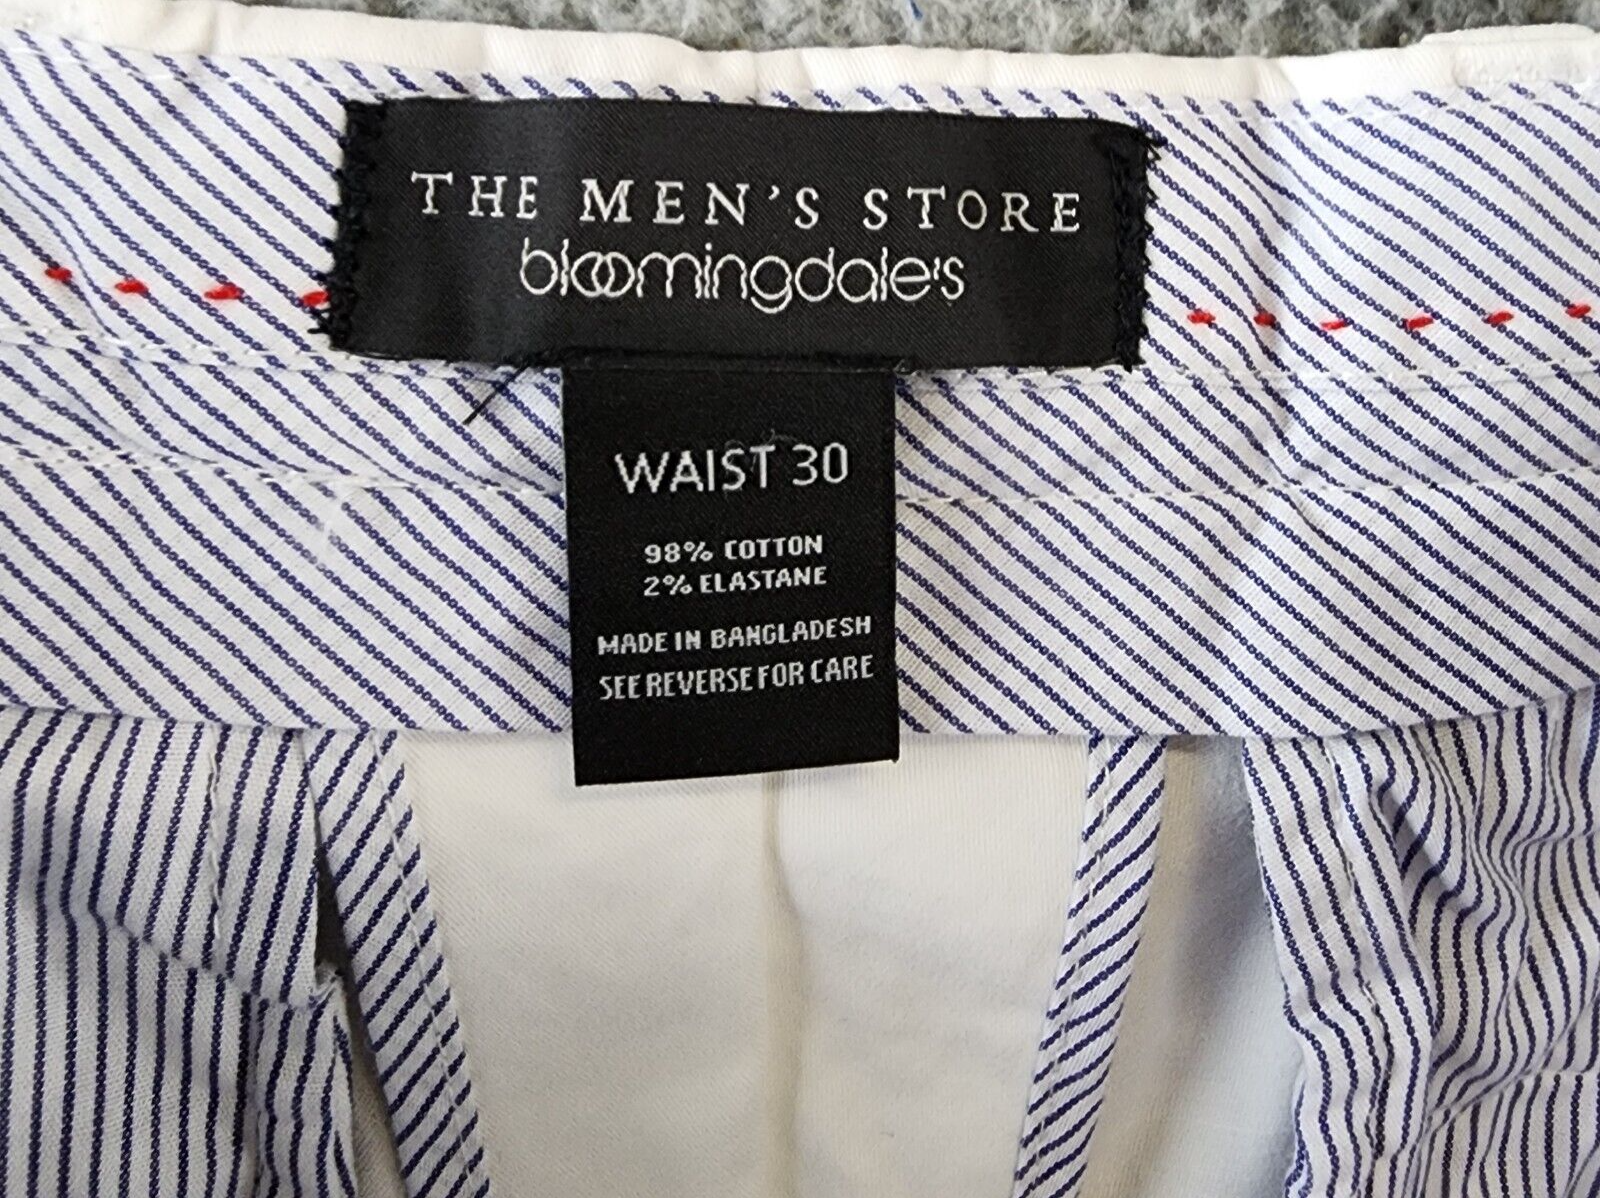 THE MEN'S STORE
bloomingdale's
WAIST 30
98% COTTON
2% ELASTANE
MADE IN BANGLADESH
SEE REVERSE FOR CARE